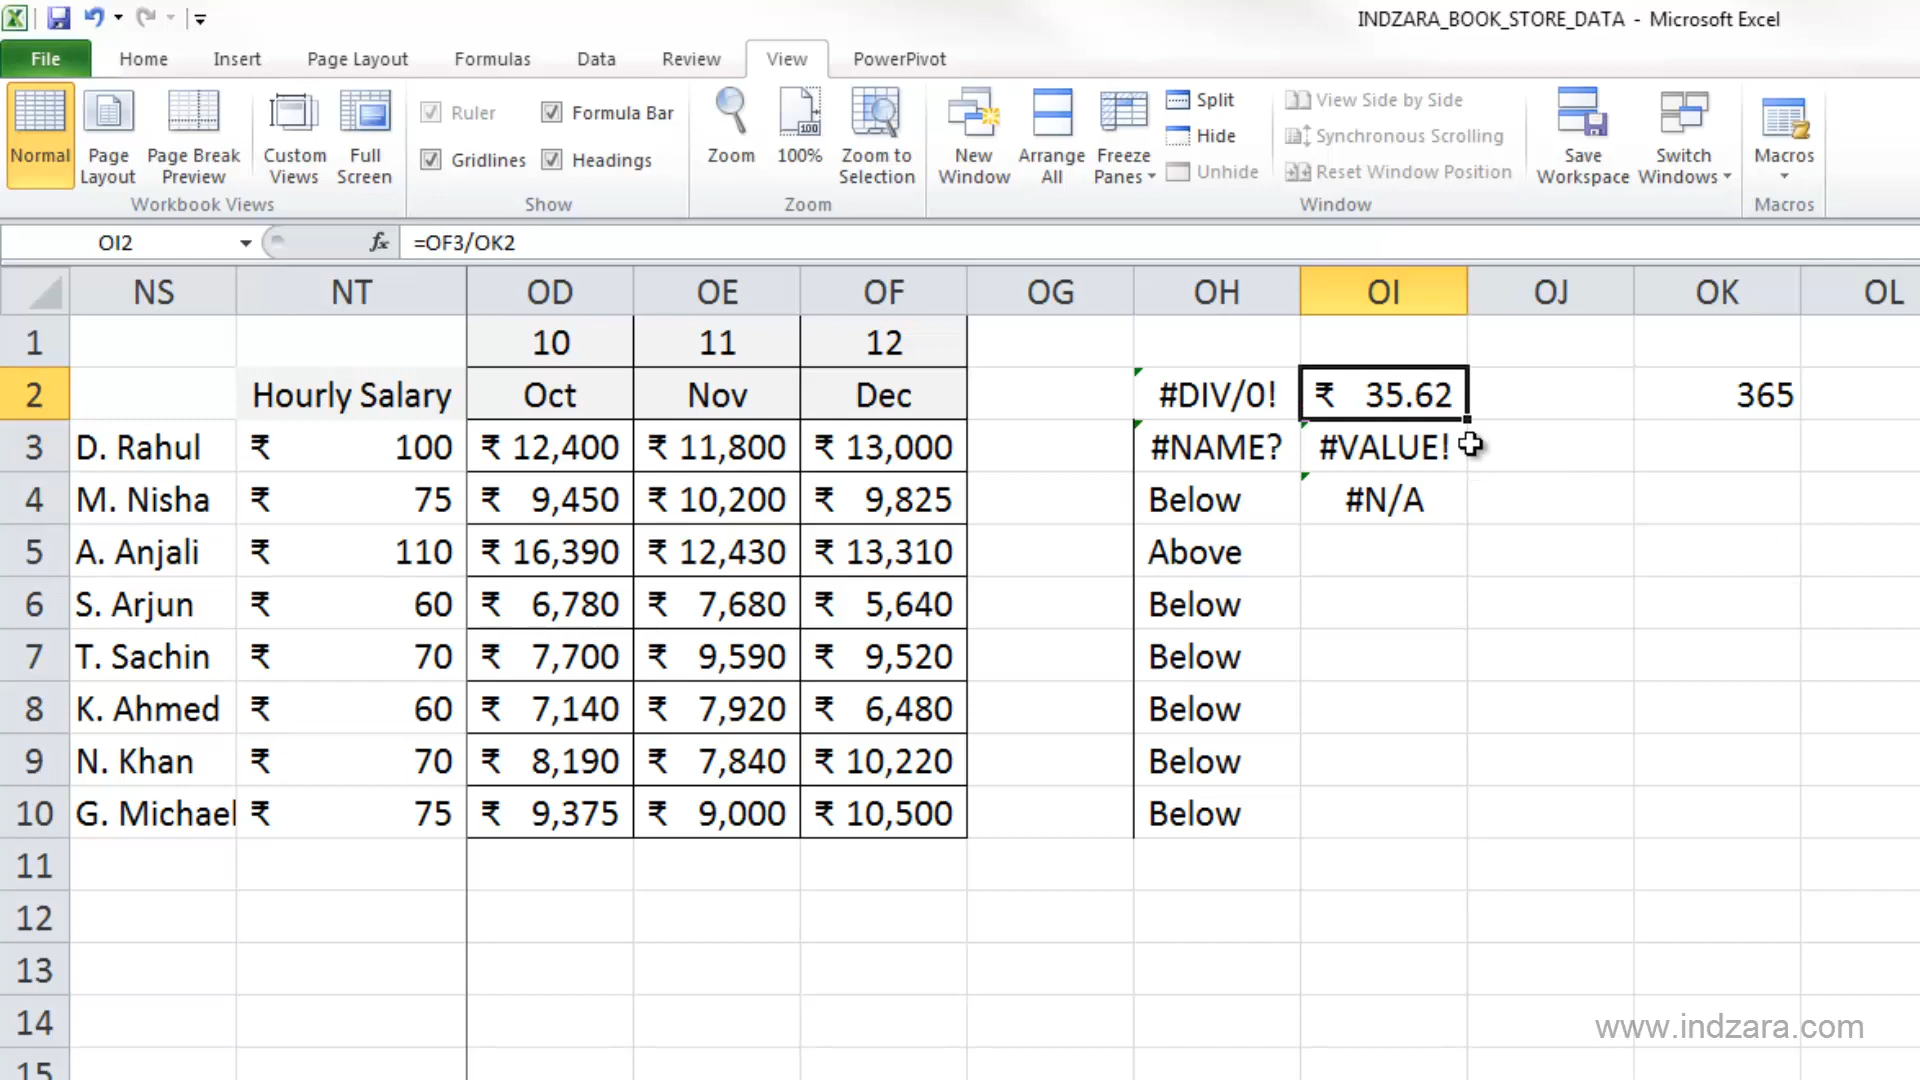 INDZARA_BOOK_STORE_DATA - Microsoft Excel
File Home Insert Page Layout Formulas Data Review View PowerPivot
Normal Page Layout Page Break Preview Custom Views Full Screen
Workbook Views
Ruler Formula Bar
Gridlines Headings
Show
Zoom 100% Zoom to Selection
Zoom
New Window Arrange All Freeze Panes
Split
Hide
Unhide
View Side by Side
Synchronous Scrolling
Reset Window Position
Save Workspace Switch Windows
Window
Macros
Macros
OI2 fx =OF3/OK2
NS NT OD OE OF OG OH OI OJ OK OL
1 10 11 12
2 Hourly Salary Oct Nov Dec #DIV/0! ₹ 35.62 365
3 D. Rahul ₹ 100 ₹ 12,400 ₹ 11,800 ₹ 13,000 #NAME? #VALUE!
4 M. Nisha ₹ 75 ₹ 9,450 ₹ 10,200 ₹ 9,825 Below #N/A
5 A. Anjali ₹ 110 ₹ 16,390 ₹ 12,430 ₹ 13,310 Above
6 S. Arjun ₹ 60 ₹ 6,780 ₹ 7,680 ₹ 5,640 Below
7 T. Sachin ₹ 70 ₹ 7,700 ₹ 9,590 ₹ 9,520 Below
8 K. Ahmed ₹ 60 ₹ 7,140 ₹ 7,920 ₹ 6,480 Below
9 N. Khan ₹ 70 ₹ 8,190 ₹ 7,840 ₹ 10,220 Below
10 G. Michael ₹ 75 ₹ 9,375 ₹ 9,000 ₹ 10,500 Below
11
12
13
14
15
www.indzara.com